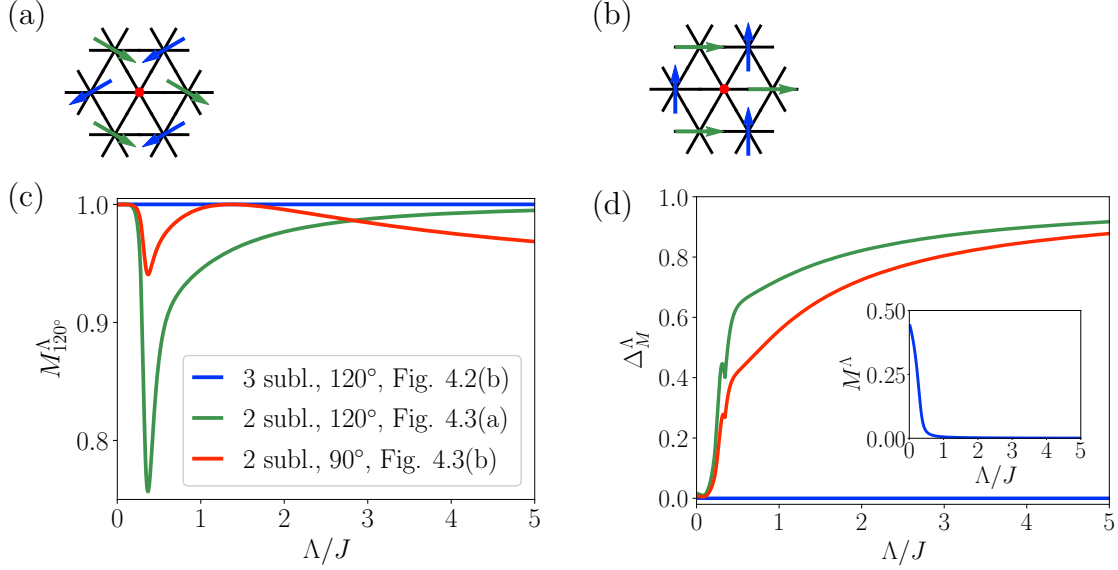 (a)
(b)
(c)
1.0
0.9
0.8
M^Λ_{120°}
3 subl., 120°, Fig. 4.2(b)
2 subl., 120°, Fig. 4.3(a)
2 subl., 90°, Fig. 4.3(b)
0 1 2 3 4 5
Λ/J
(d)
1.0
0.8
0.6
0.4
0.2
0.0
Δ^Λ_M
0.50
0.25
0.00
M^Λ
0 1 2 3 4 5
Λ/J
0 1 2 3 4 5
Λ/J